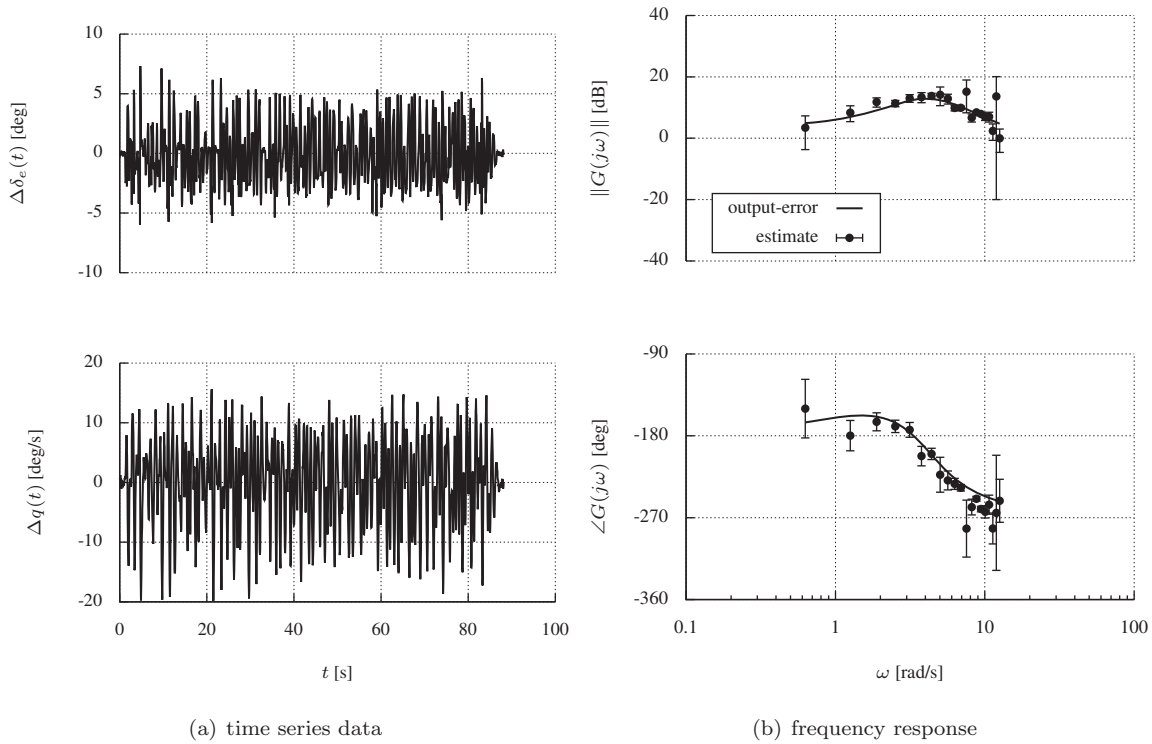 10
5
0
-5
-10
Δδe(t) [deg]
20
10
0
-10
-20
Δq(t) [deg/s]
0 20 40 60 80 100
t [s]
(a) time series data
40
20
0
-20
-40
||G(jω)|| [dB]
output-error
estimate
-90
-180
-270
-360
∠G(jω) [deg]
0.1 1 10 100
ω [rad/s]
(b) frequency response